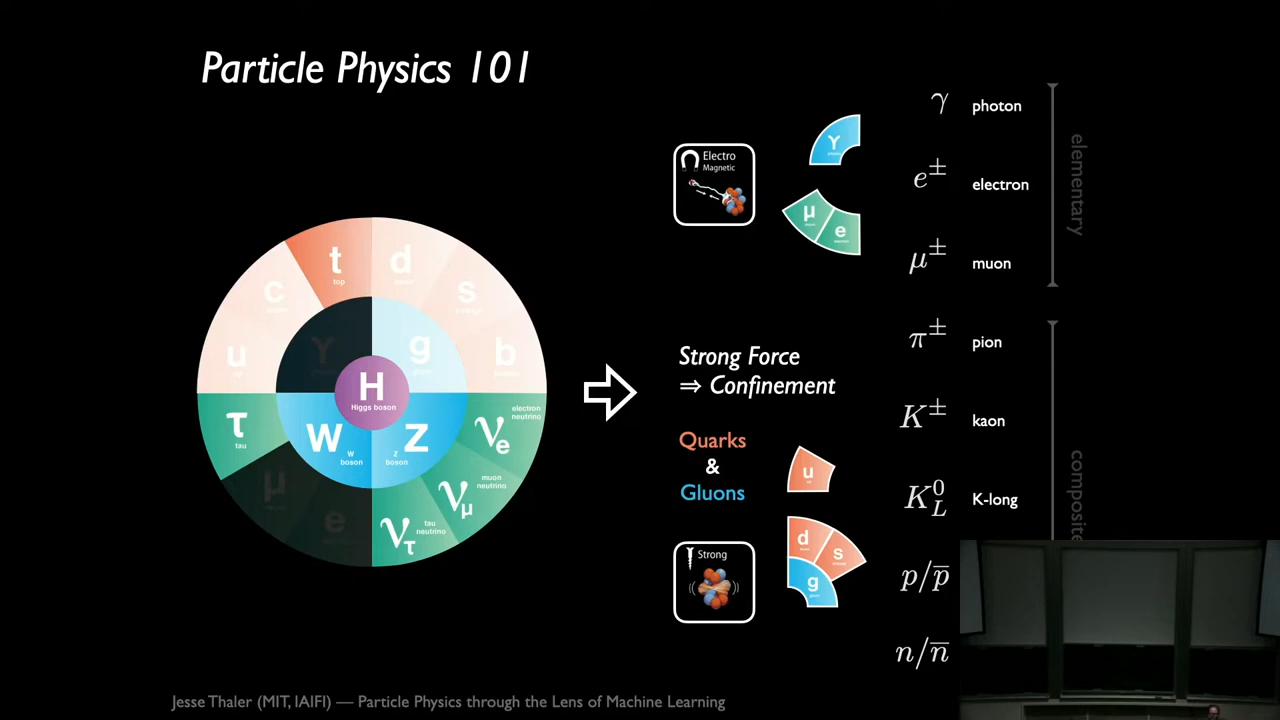 Particle Physics 101
t
top
d
c
s
u
b
g
H
Higgs boson
τ
tau
W
W
boson
Z
Z
boson
νe
electron
neutrino
νμ
muon
neutrino
ντ
tau
neutrino
μ
e
Electro
Magnetic
γ
μ
e
Strong Force
⇒ Confinement
Quarks
&
Gluons
Strong
u
d
s
g
γ photon
e± electron
μ± muon
elementary
π± pion
K± kaon
K0L K-long
p/p̅
n/n̅
composite
Jesse Thaler (MIT, IAIFI) — Particle Physics through the Lens of Machine Learning